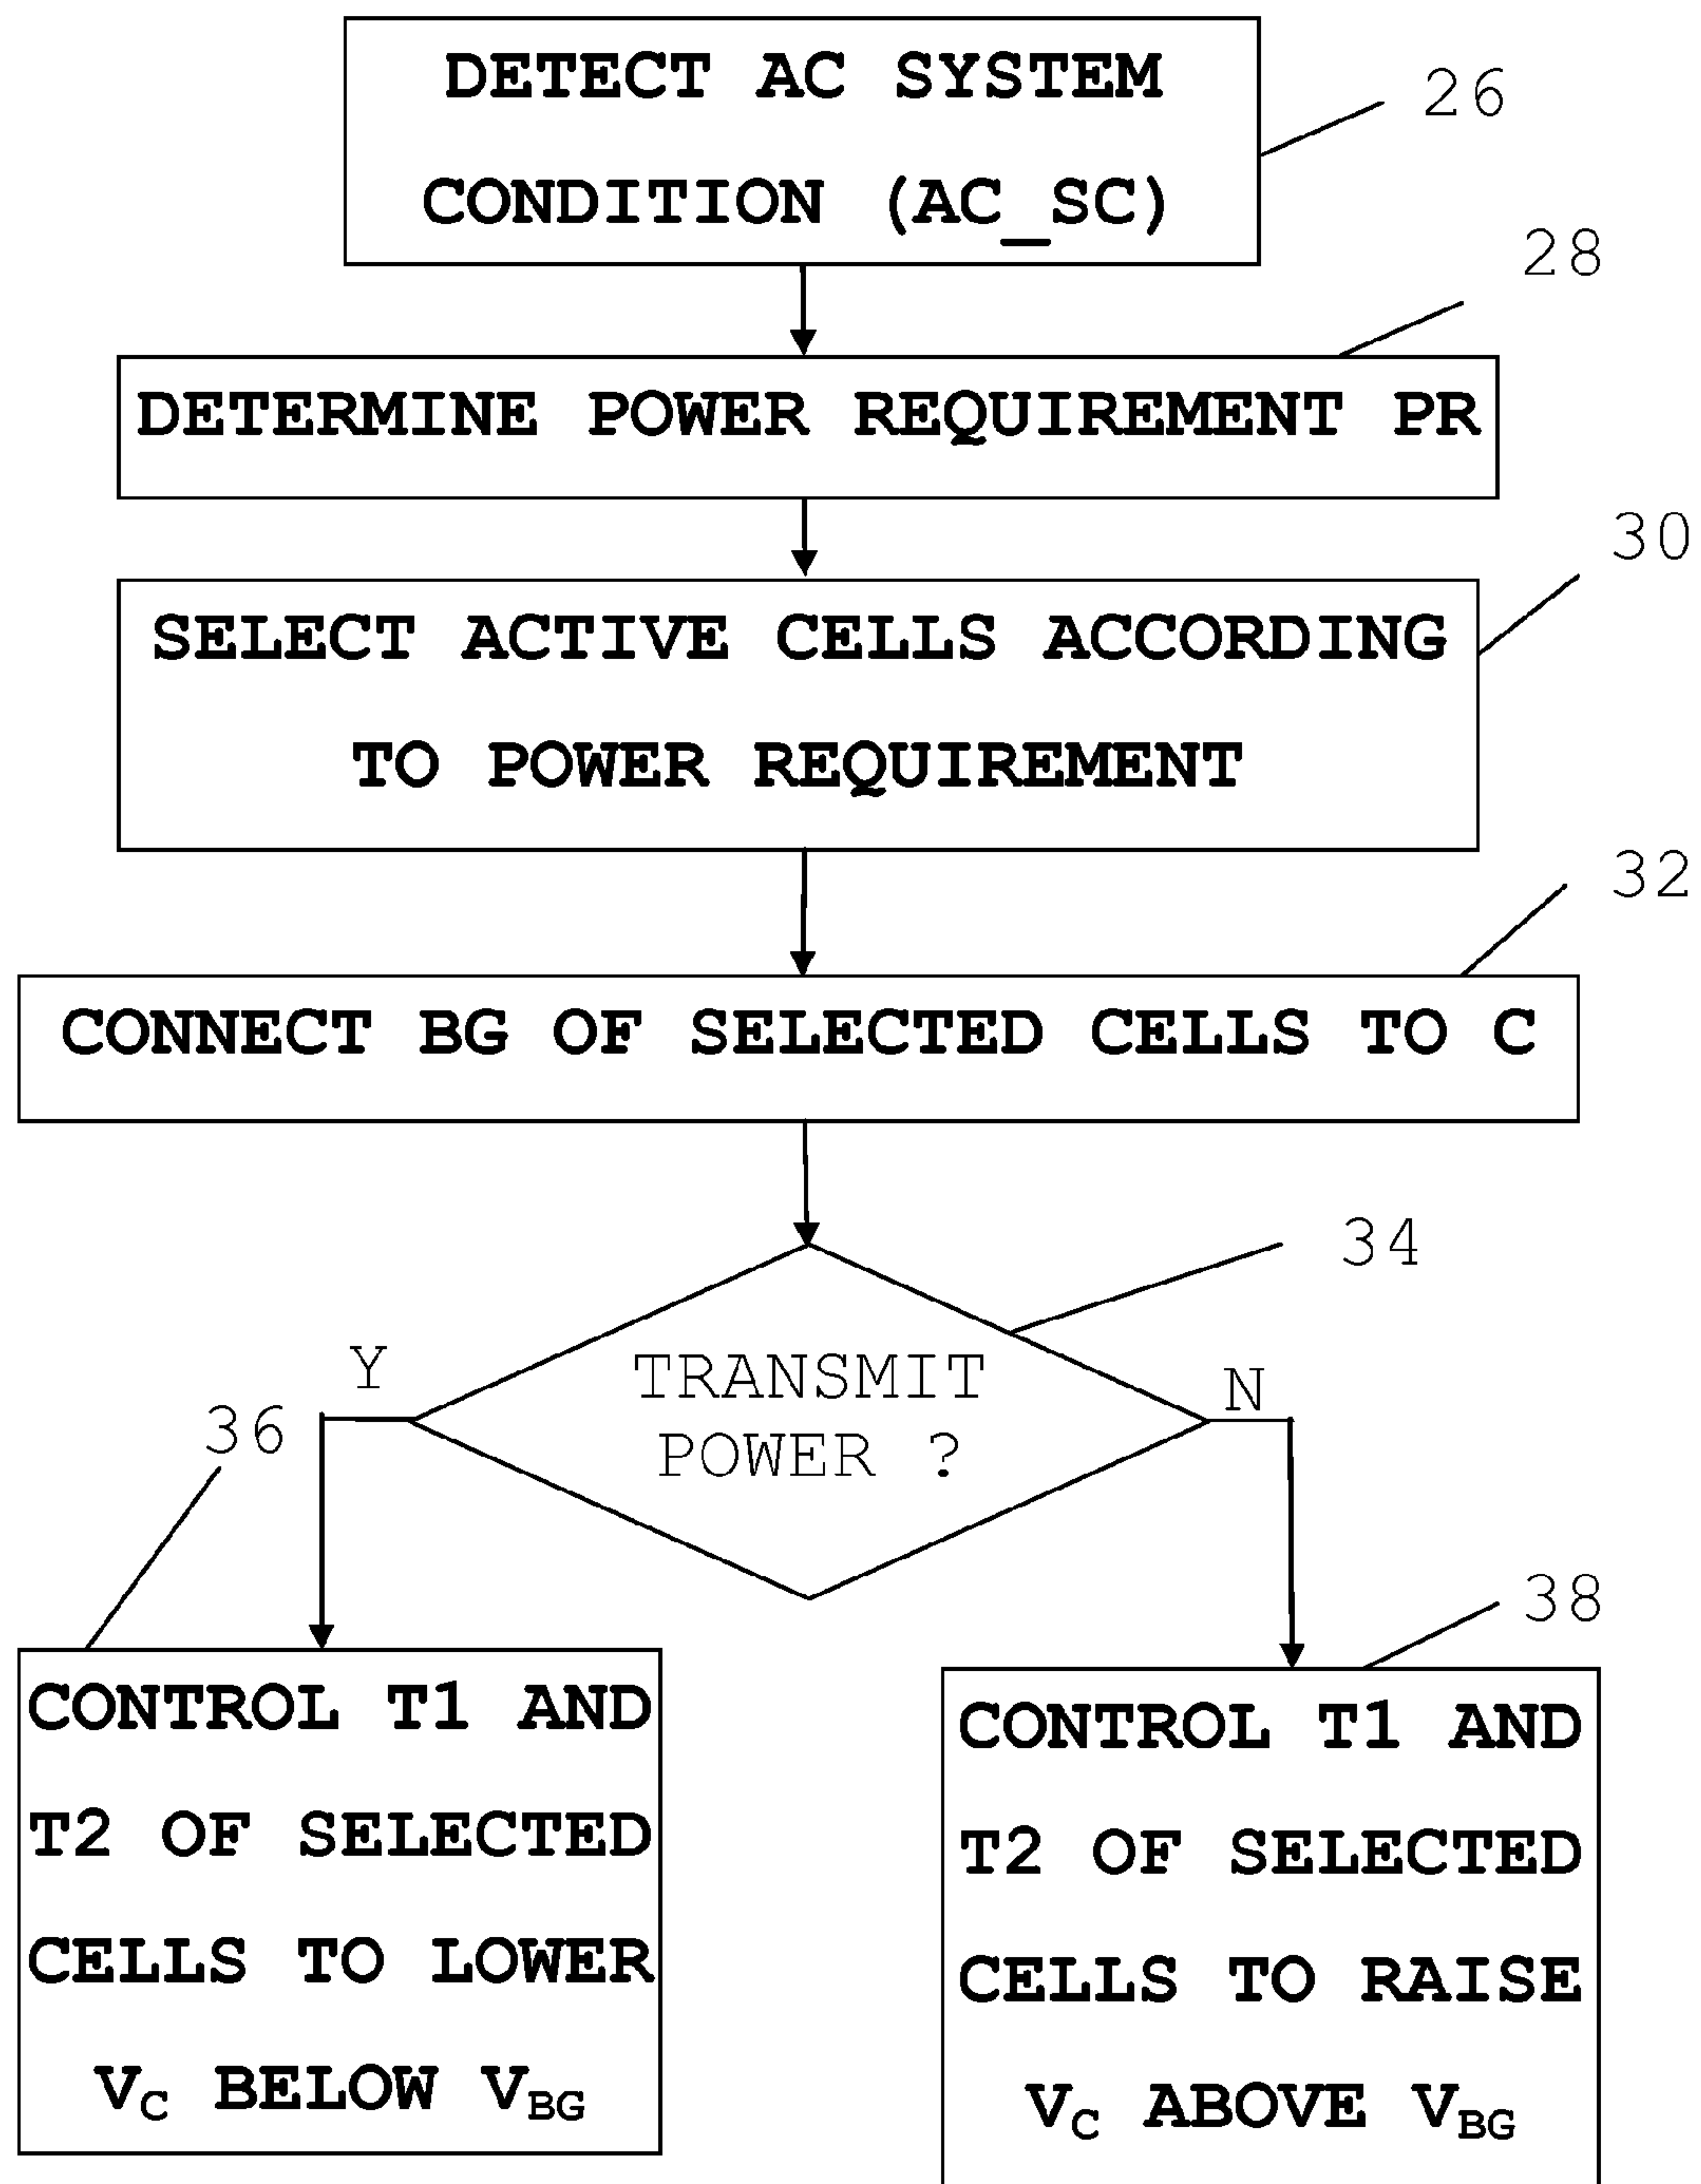 DETECT AC SYSTEM
CONDITION (AC_SC)
26
28
DETERMINE POWER REQUIREMENT PR
30
SELECT ACTIVE CELLS ACCORDING
TO POWER REQUIREMENT
32
CONNECT BG OF SELECTED CELLS TO C
34
TRANSMIT
POWER ?
Y
N
36
38
CONTROL T1 AND
T2 OF SELECTED
CELLS TO LOWER
VC BELOW VBG
CONTROL T1 AND
T2 OF SELECTED
CELLS TO RAISE
VC ABOVE VBG